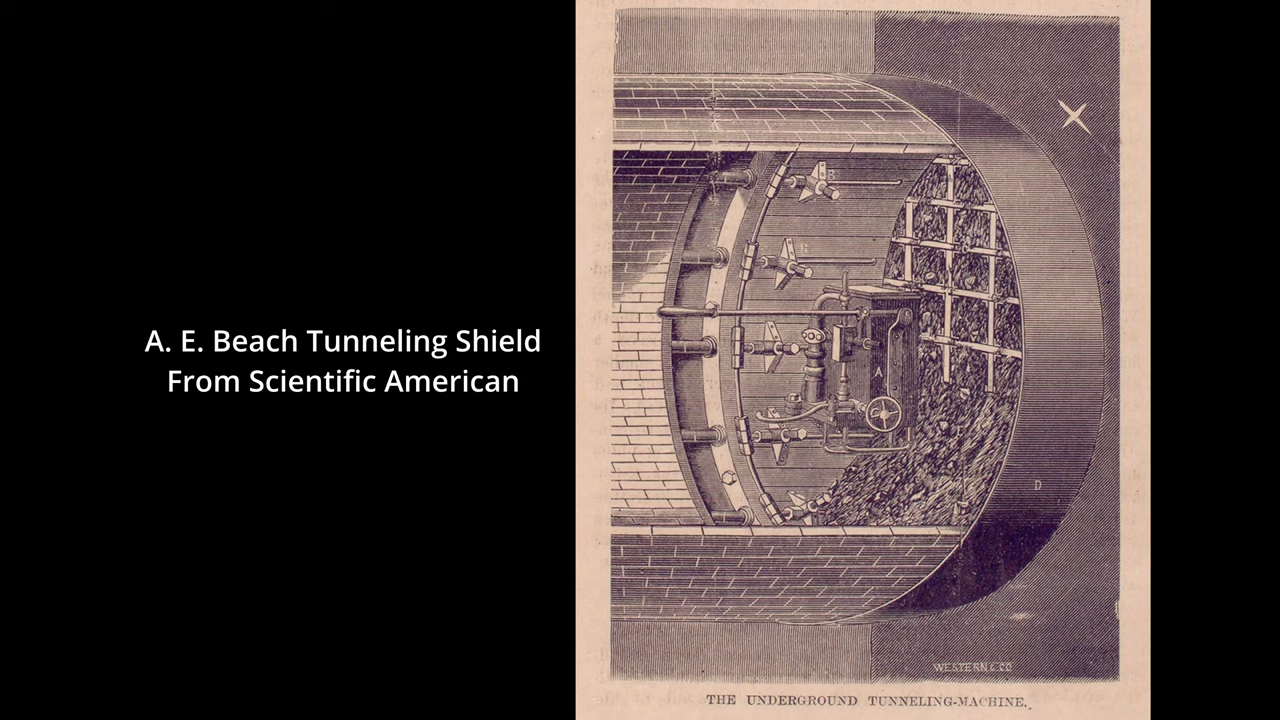 A. E. Beach Tunneling Shield
From Scientific American
B
B
A
D
WESTERN & CO
THE UNDERGROUND TUNNELING-MACHINE.